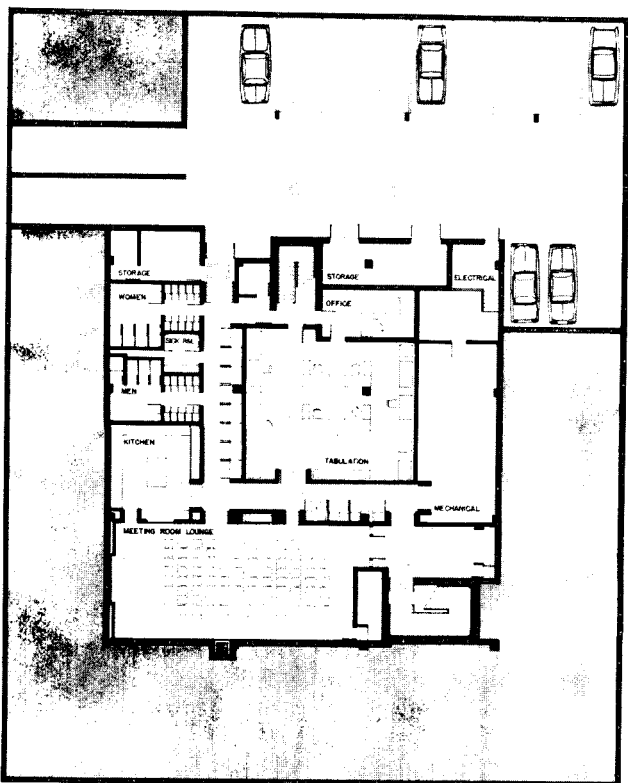 STORAGE
STORAGE
ELECTRICAL
WOMEN
OFFICE
SICK RM.
MEN
KITCHEN
TABULATION
MECHANICAL
MEETING ROOM LOUNGE